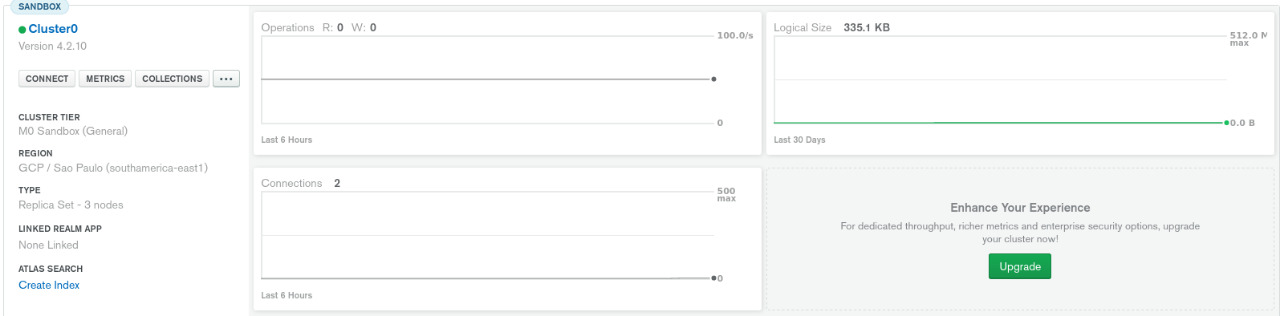 SANDBOX
Cluster0
Version 4.2.10
CONNECT
METRICS
COLLECTIONS
...
CLUSTER TIER
M0 Sandbox (General)
REGION
GCP / Sao Paulo (southamerica-east1)
TYPE
Replica Set - 3 nodes
LINKED REALM APP
None Linked
ATLAS SEARCH
Create Index
Operations R: 0 W: 0
100.0/s
0
Last 6 Hours
Logical Size 335.1 KB
512.0 M
max
0.0 B
Last 30 Days
Connections 2
500
max
0
Last 6 Hours
Enhance Your Experience
For dedicated throughput, richer metrics and enterprise security options, upgrade
your cluster now!
Upgrade